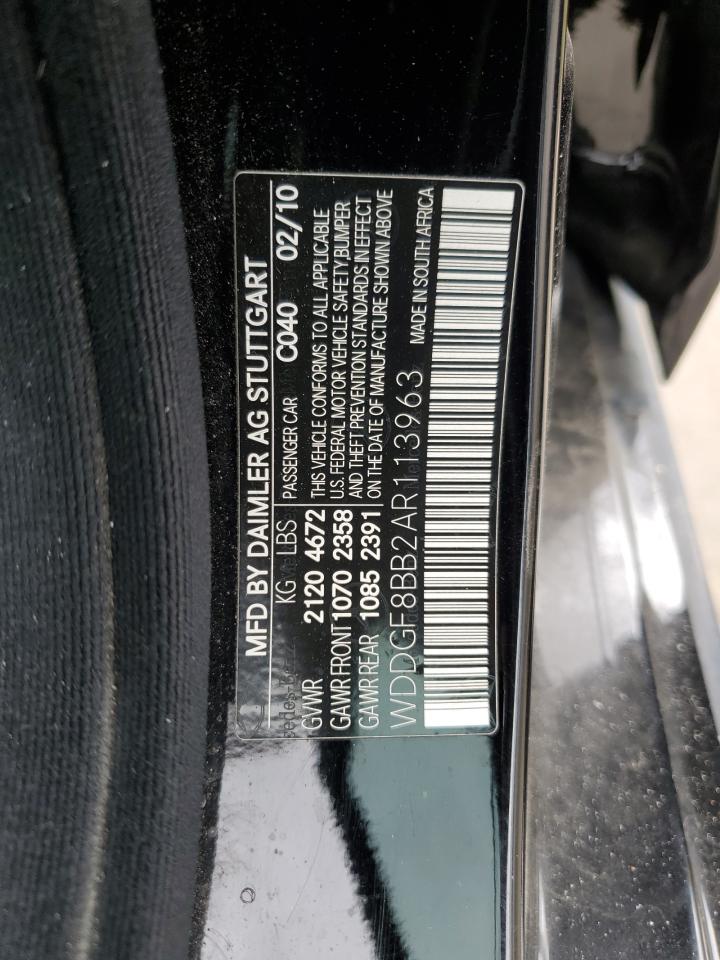 MFD BY DAIMLER AG STUTTGART
KG LBS PASSENGER CAR C040 02/10
GVWR 2120 4672 THIS VEHICLE CONFORMS TO ALL APPLICABLE
GAWR FRONT 1070 2358 U.S. FEDERAL MOTOR VEHICLE SAFETY, BUMPER
GAWR REAR 1085 2391 AND THEFT PREVENTION STANDARDS IN EFFECT
ON THE DATE OF MANUFACTURE SHOWN ABOVE
WDDGF8BB2AR113963 MADE IN SOUTH AFRICA